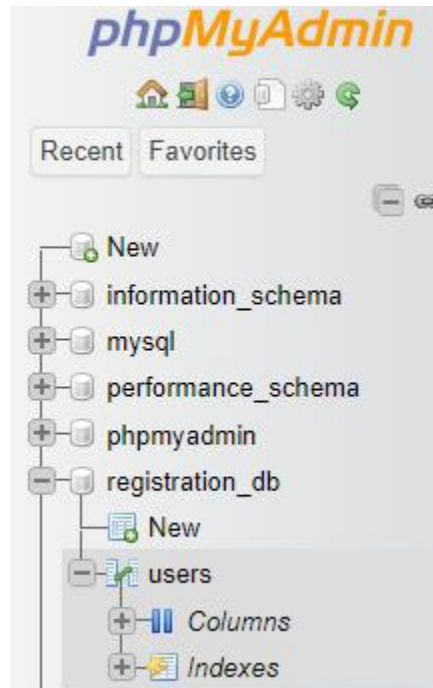 phpMyAdmin
Recent Favorites
New
information_schema
mysql
performance_schema
phpmyadmin
registration_db
New
users
Columns
Indexes